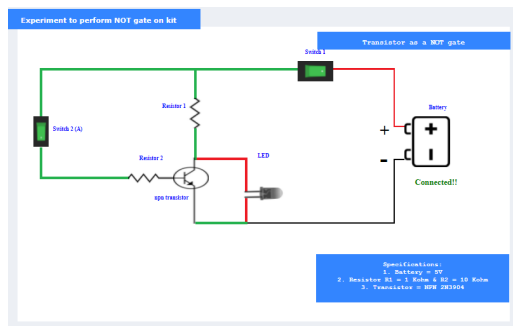 Experiment to perform NOT gate on kit
Transistor as a NOT gate
Switch 1
Resistor 1
Battery
Switch 2 (A)
+
+
Resistor 2
LED
-
npn transistor
Connected!!
Specifications:
1. Battery = 5V
2. Resistor R1 = 1 Kohm & R2 = 10 Kohm
3. Transistor = NPN 2N3904